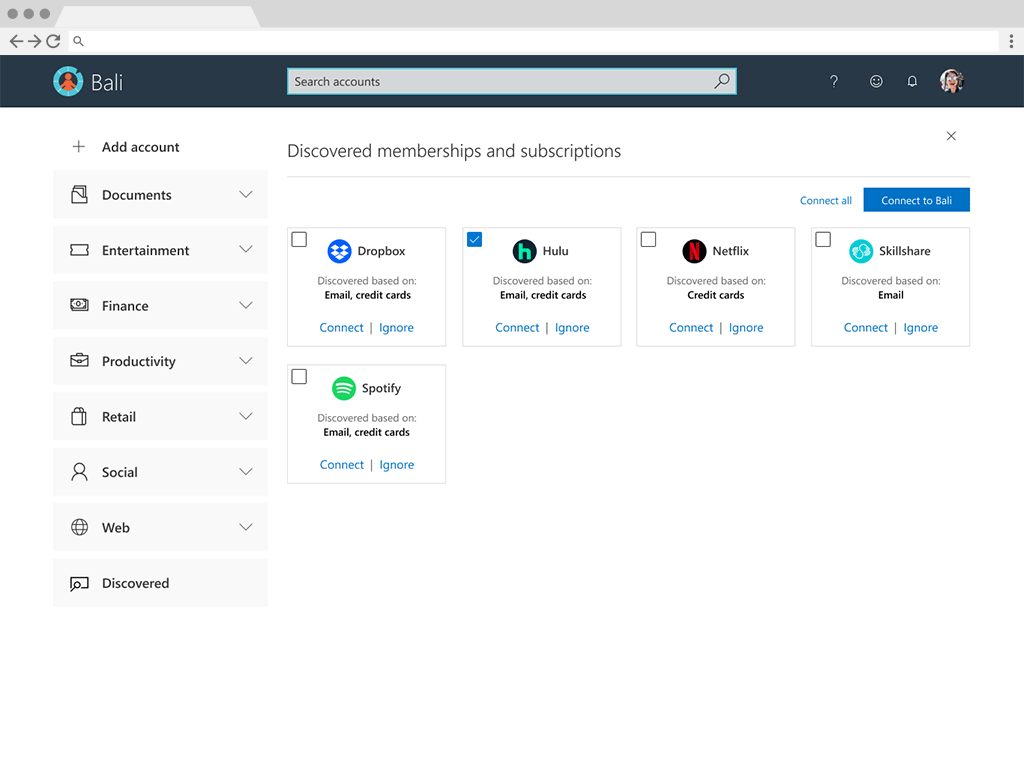 Bali
Search accounts
?
Add account
Documents
Entertainment
Finance
Productivity
Retail
Social
Web
Discovered
Discovered memberships and subscriptions
Connect all
Connect to Bali
Dropbox
Discovered based on:
Email, credit cards
Connect | Ignore
h Hulu
Discovered based on:
Email, credit cards
Connect | Ignore
N Netflix
Discovered based on:
Credit cards
Connect | Ignore
Skillshare
Discovered based on:
Email
Connect | Ignore
Spotify
Discovered based on:
Email, credit cards
Connect | Ignore